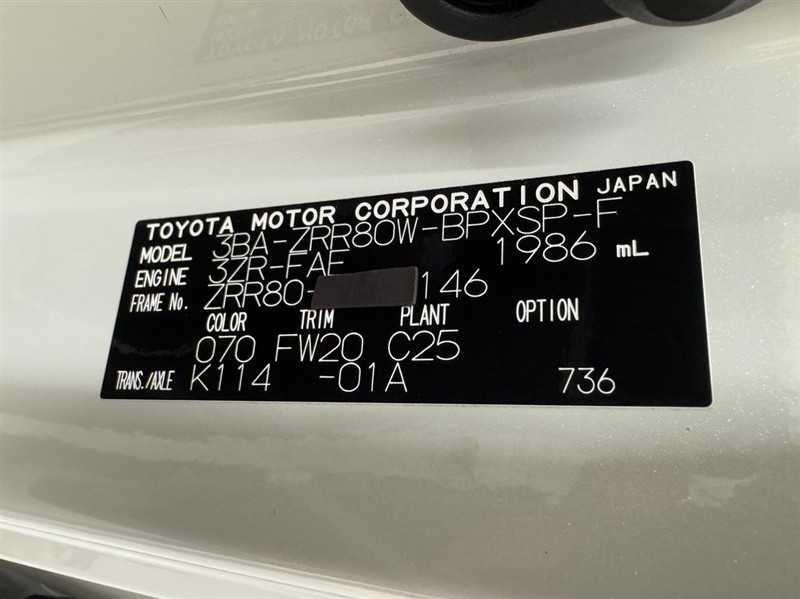 TOYOTA MOTOR CORPORATION JAPAN
MODEL 3BA-ZRR80W-BPXSP-F
ENGINE 3ZR-FAE 1986 mL
FRAME No. ZRR80- 146
COLOR TRIM PLANT OPTION
070 FW20 C25
TRANS./AXLE K114 -01A 736